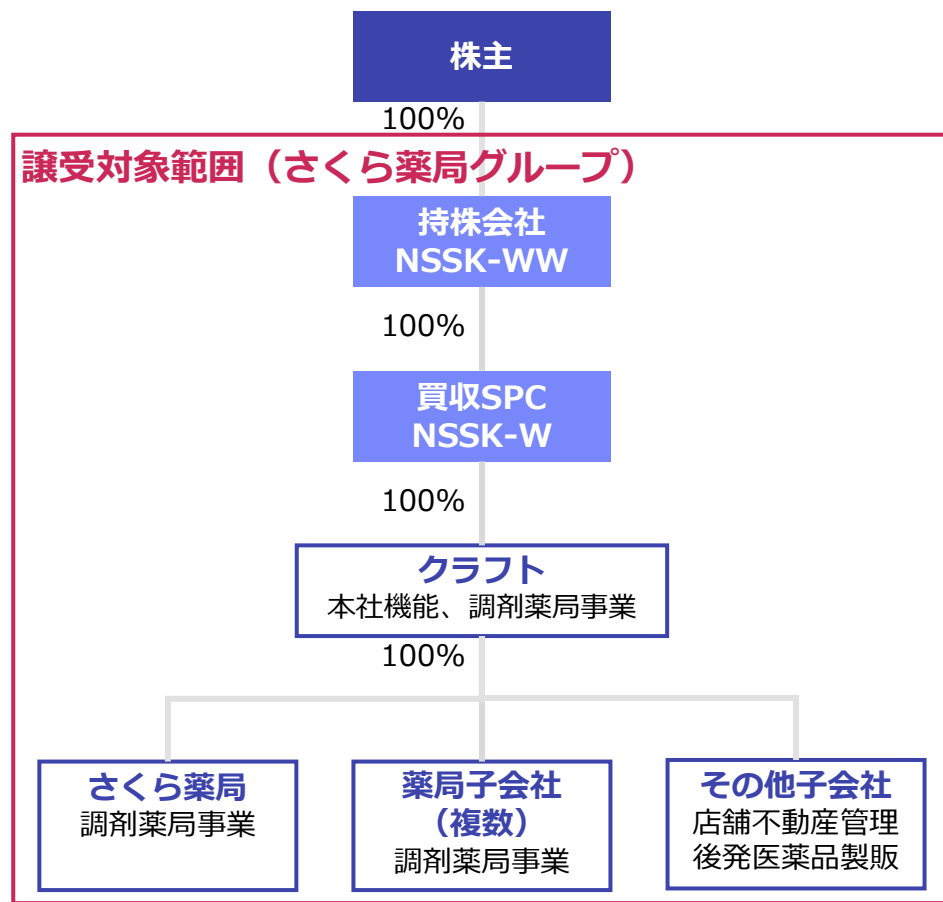 株主
100%
譲受対象範囲（さくら薬局グループ）
持株会社
NSSK-WW
100%
買収SPC
NSSK-W
100%
クラフト
本社機能、調剤薬局事業
100%
さくら薬局
調剤薬局事業
薬局子会社
（複数）
調剤薬局事業
その他子会社
店舗不動産管理
後発医薬品製販